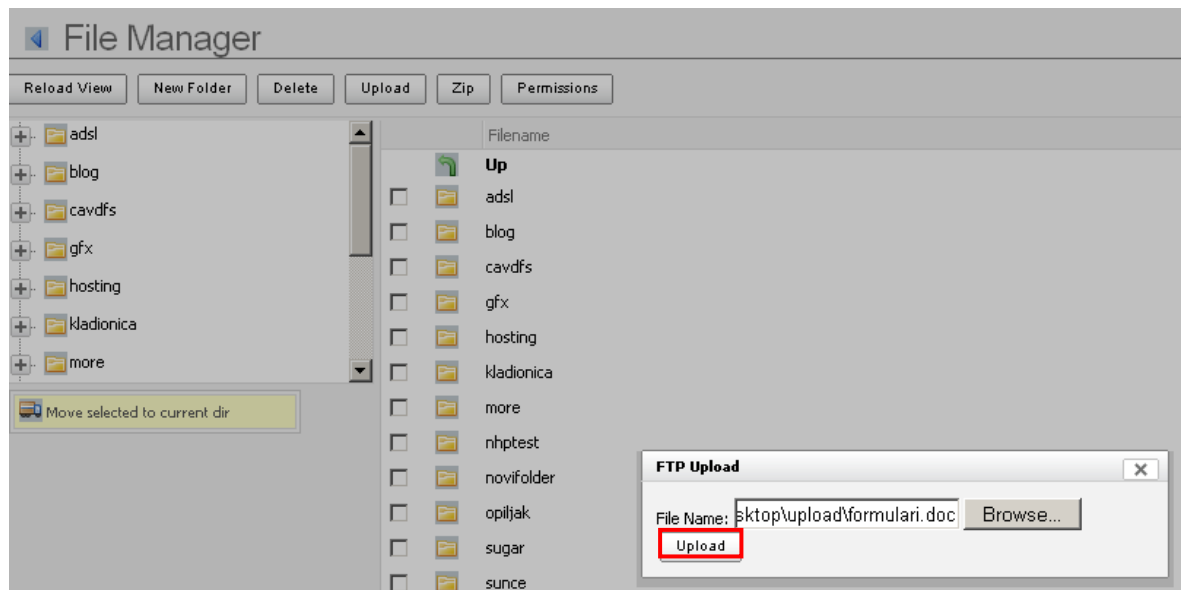 File Manager
Reload View New Folder Delete Upload Zip Permissions
adsl
blog
cavdfs
gfx
hosting
kladionica
more
Move selected to current dir
Filename
Up
adsl
blog
cavdfs
gfx
hosting
kladionica
more
nhptest
novifolder
opiljak
sugar
sunce
FTP Upload
File Name: sktop\upload\formulari.doc Browse...
Upload